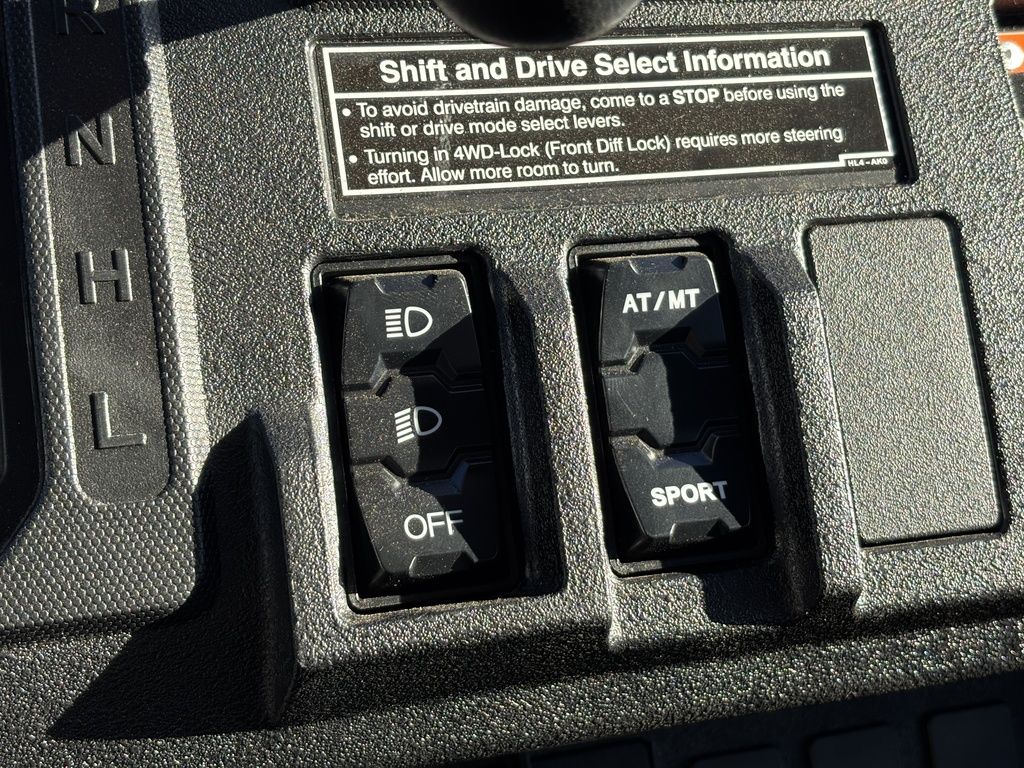 Shift and Drive Select Information
• To avoid drivetrain damage, come to a STOP before using the
shift or drive mode select levers.
• Turning in 4WD-Lock (Front Diff Lock) requires more steering
effort. Allow more room to turn.
HL4-AK0
R
N
H
L
OFF
AT/MT
SPORT